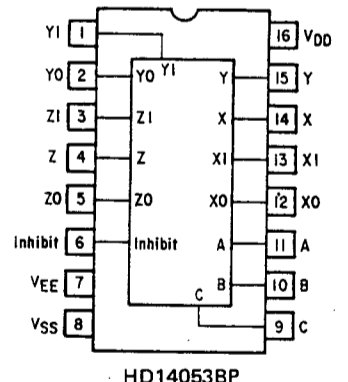 Y1 1 16 VDD
Y0 2 Y0 Y1 Y 15 Y
Z1 3 Z1 X 14 X
Z 4 Z X1 13 X1
Z0 5 Z0 X0 12 X0
Inhibit 6 Inhibit A 11 A
VEE 7 B 10 B
VSS 8 C 9 C
HD14053BP